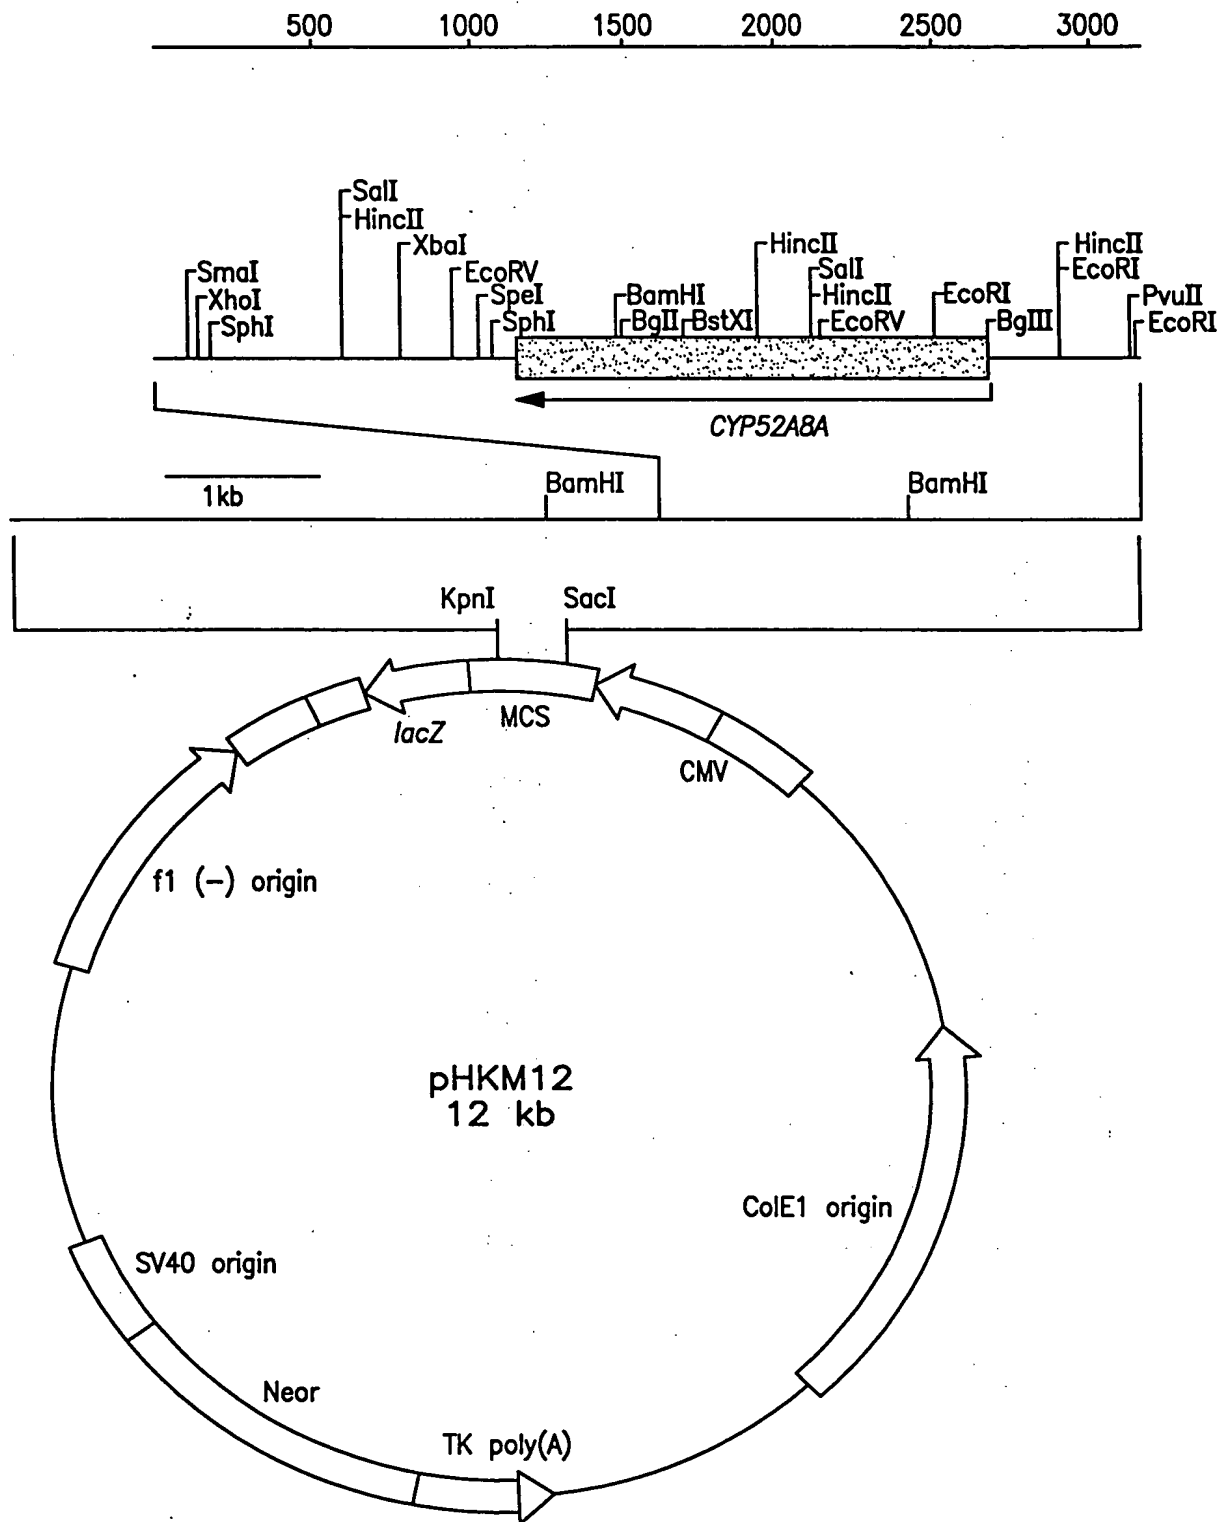 500 1000 1500 2000 2500 3000
SalI
HincII
XbaI
HincII
HincII
SmaI
EcoRV
SalI
EcoRI
XhoI
SpeI
BamHI
HincII
EcoRI
PvuII
SphI
SphI
BglI
BstXI
EcoRV
BglII
EcoRI
CYP52A8A
1kb
BamHI
BamHI
KpnI
SacI
lacZ
MCS
CMV
f1 (-) origin
pHKM12
12 kb
ColE1 origin
SV40 origin
Neor
TK poly(A)